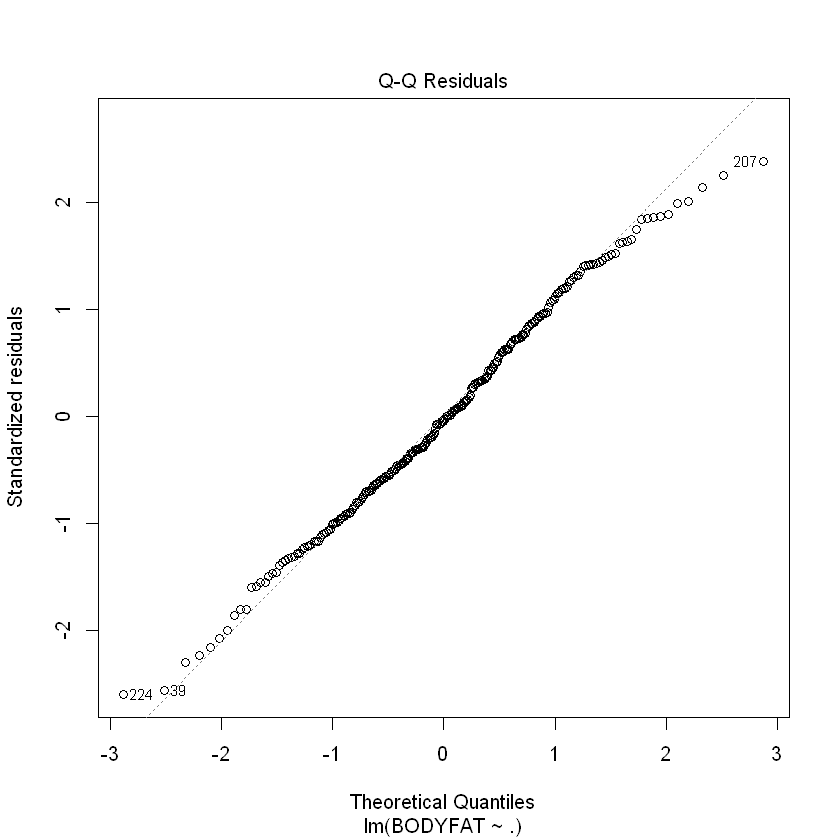 Q-Q Residuals
207
2
1
0
-1
-2
Standardized residuals
224
39
-3 -2 -1 0 1 2 3
Theoretical Quantiles
lm(BODYFAT ~ .)